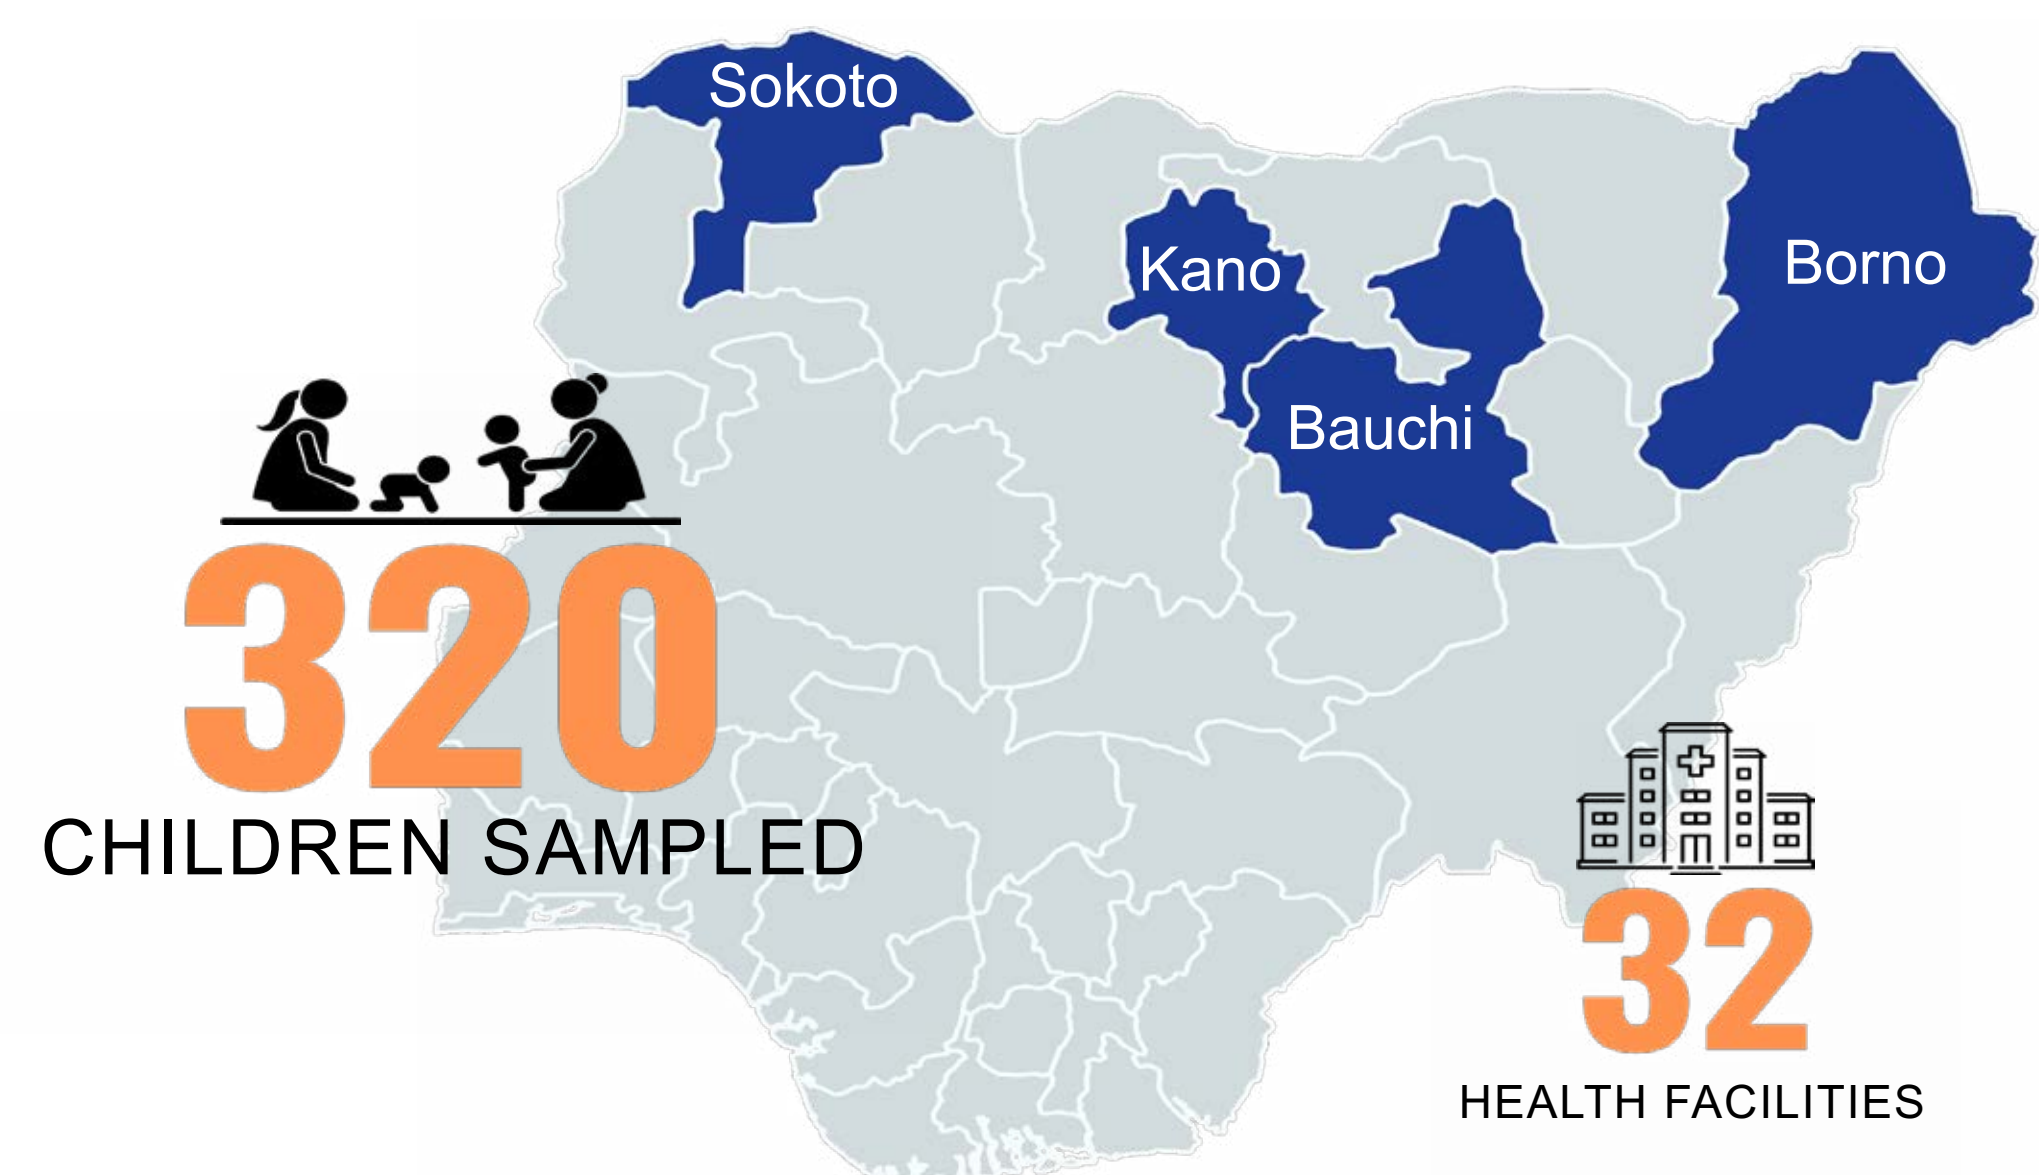 Sokoto
Kano
Borno
Bauchi
320
CHILDREN SAMPLED
32
HEALTH FACILITIES